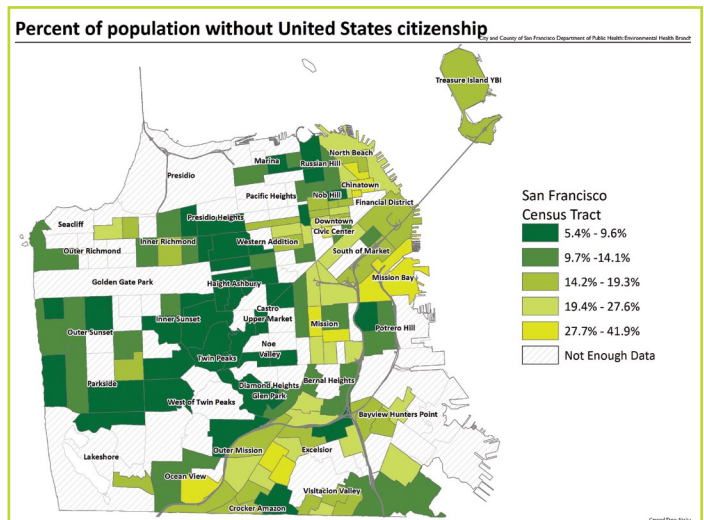 Percent of population without United States citizenship
City and County of San Francisco Department of Public Health: Environmental Health Branch
Treasure Island YBI
North Beach
Marina
Russian Hill
Presidio
Chinatown
Pacific Heights
Nob Hill
Financial District
Presidio Heights
Downtown
Civic Center
Seacliff
Inner Richmond
Western Addition
Outer Richmond
South of Market
Golden Gate Park
Haight Ashbury
Mission Bay
Castro
Upper Market
Inner Sunset
Mission
Potrero Hill
Outer Sunset
Noe
Valley
Twin Peaks
Parkside
Diamond Heights
Glen Park
Bernal Heights
West of Twin Peaks
Bayview Hunters Point
Lakeshore
Outer Mission
Excelsior
Ocean View
Visitacion Valley
Crocker Amazon
San Francisco
Census Tract
5.4% - 9.6%
9.7% -14.1%
14.2% - 19.3%
19.4% - 27.6%
27.7% - 41.9%
Not Enough Data